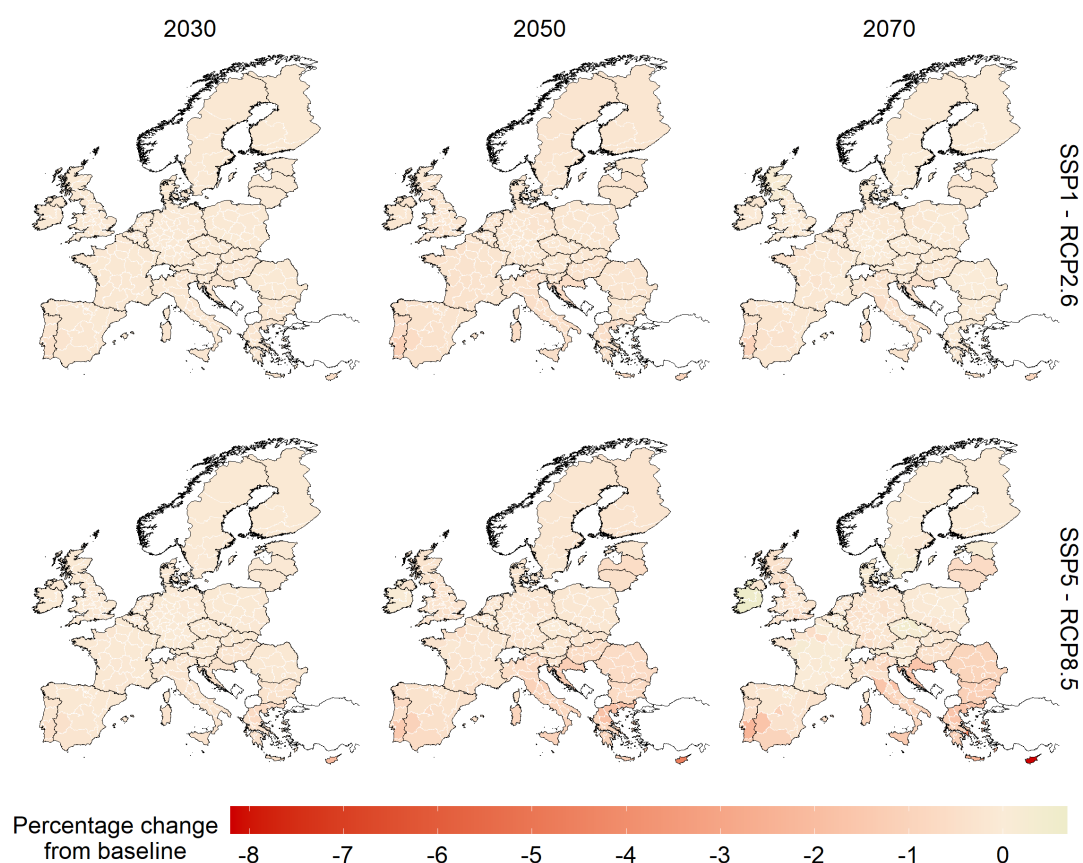 2030 2050 2070
SSP1 - RCP2.6
SSP5 - RCP8.5
Percentage change
from baseline
-8 -7 -6 -5 -4 -3 -2 -1 0